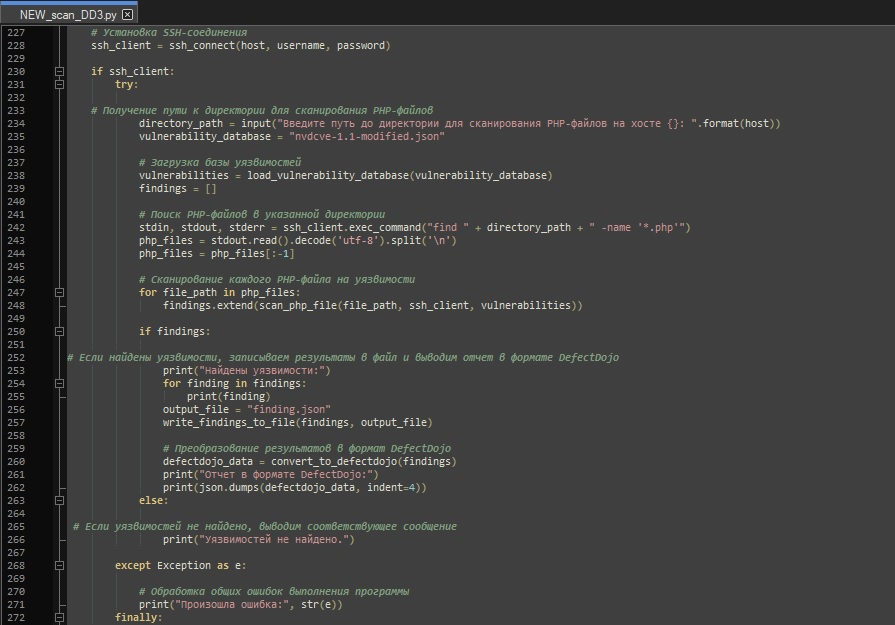 NEW_scan_DD3.py
227 # Установка SSH-соединения
228 ssh_client = ssh_connect(host, username, password)
229
230 if ssh_client:
231 try:
232
233 # Получение пути к директории для сканирования PHP-файлов
234 directory_path = input("Введите путь до директории для сканирования PHP-файлов на хосте {}: ".format(host))
235 vulnerability_database = "nvdcve-1.1-modified.json"
236
237 # Загрузка базы уязвимостей
238 vulnerabilities = load_vulnerability_database(vulnerability_database)
239 findings = []
240
241 # Поиск PHP-файлов в указанной директории
242 stdin, stdout, stderr = ssh_client.exec_command("find " + directory_path + " -name '*.php'")
243 php_files = stdout.read().decode('utf-8').split('\n')
244 php_files = php_files[:-1]
245
246 # Сканирование каждого PHP-файла на уязвимости
247 for file_path in php_files:
248 findings.extend(scan_php_file(file_path, ssh_client, vulnerabilities))
249
250 if findings:
251
252 # Если найдены уязвимости, записываем результаты в файл и выводим отчет в формате DefectDojo
253 print("Найдены уязвимости:")
254 for finding in findings:
255 print(finding)
256 output_file = "finding.json"
257 write_findings_to_file(findings, output_file)
258
259 # Преобразование результатов в формат DefectDojo
260 defectdojo_data = convert_to_defectdojo(findings)
261 print("Отчет в формате DefectDojo:")
262 print(json.dumps(defectdojo_data, indent=4))
263 else:
264
265 # Если уязвимостей не найдено, выводим соответствующее сообщение
266 print("Уязвимостей не найдено.")
267
268 except Exception as e:
269
270 # Обработка общих ошибок выполнения программы
271 print("Произошла ошибка:", str(e))
272 finally: